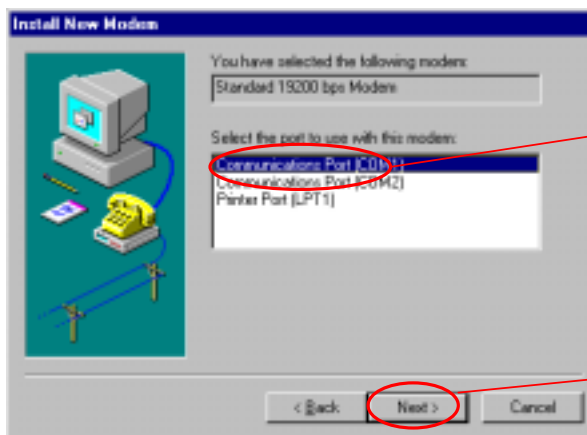 Install New Modem
You have selected the following modem:
Standard 19200 bps Modem
Select the port to use with this modem:
Communications Port (COM1)
Communications Port (COM2)
Printer Port (LPT1)
< Back
Next >
Cancel